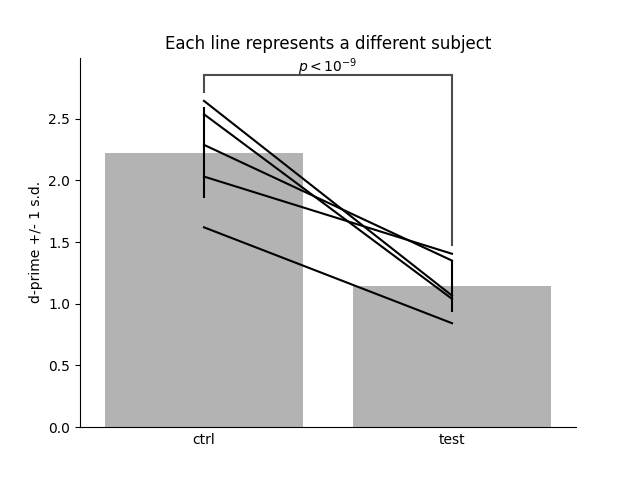 Each line represents a different subject
p < 10⁻⁹
d-prime +/- 1 s.d.
2.5
2.0
1.5
1.0
0.5
0.0
ctrl test